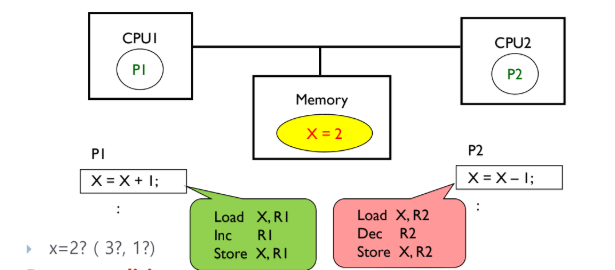 CPU1
P1
CPU2
P2
Memory
X = 2
P1
X = X + 1;
:
P2
X = X – 1;
:
Load X, R1
Inc R1
Store X, R1
Load X, R2
Dec R2
Store X, R2
x=2? ( 3?, 1?)